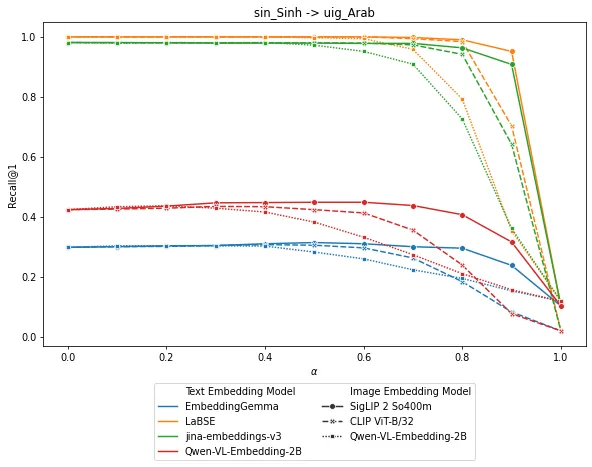 sin_Sinh -> uig_Arab
Recall@1
1.0
0.8
0.6
0.4
0.2
0.0
0.0 0.2 0.4 0.6 0.8 1.0
α
Text Embedding Model
EmbeddingGemma
LaBSE
jina-embeddings-v3
Qwen-VL-Embedding-2B
Image Embedding Model
SigLIP 2 So400m
CLIP ViT-B/32
Qwen-VL-Embedding-2B